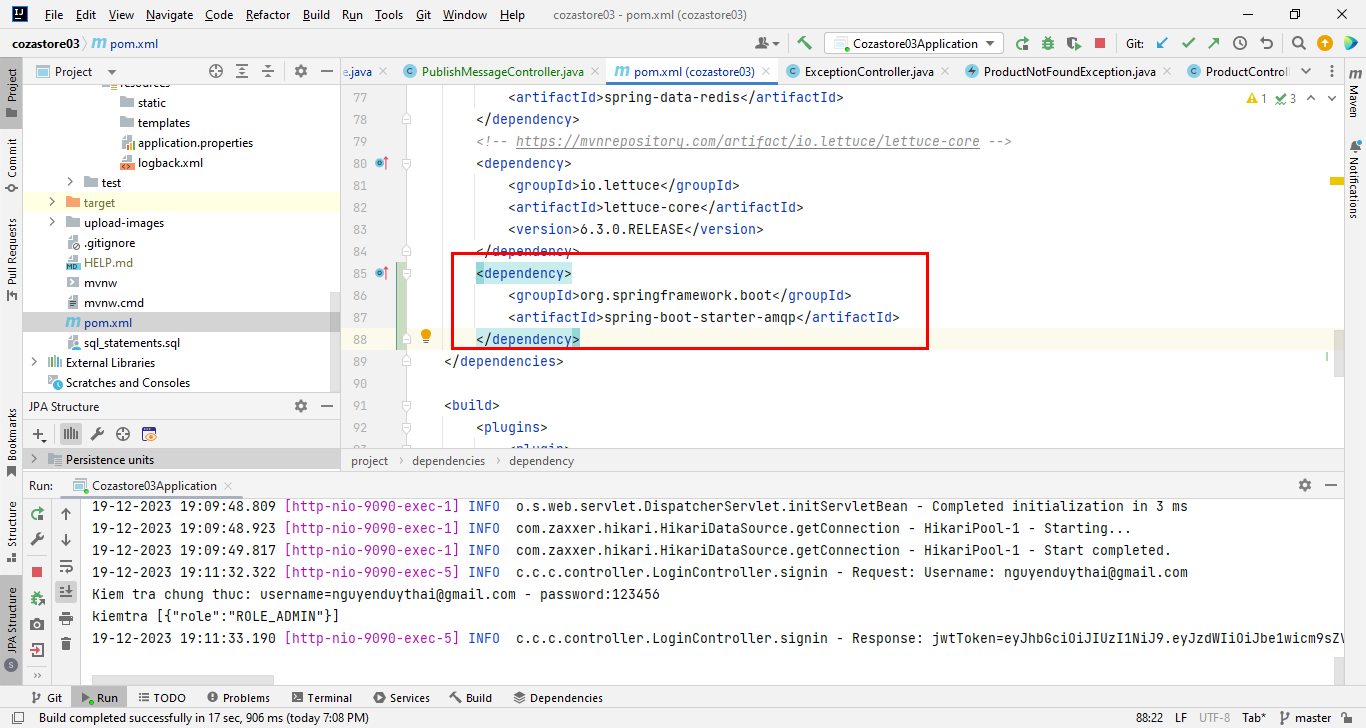 File Edit View Navigate Code Refactor Build Run Tools Git Window Help cozastore03 - pom.xml (cozastore03)
cozastore03 pom.xml Cozastore03Application Git:
Project e.java PublishMessageController.java pom.xml (cozastore03) ExceptionController.java ProductNotFoundException.java ProductControl
Project
Commit
Pull Requests
Bookmarks
Structure
JPA Structure
resources
static
templates
application.properties
logback.xml
test
target
upload-images
.gitignore
HELP.md
mvnw
mvnw.cmd
pom.xml
sql_statements.sql
External Libraries
Scratches and Consoles
JPA Structure
Persistence units
77 <artifactId>spring-data-redis</artifactId>
78 </dependency>
79 <!-- https://mvnrepository.com/artifact/io.lettuce/lettuce-core -->
80 <dependency>
81 <groupId>io.lettuce</groupId>
82 <artifactId>lettuce-core</artifactId>
83 <version>6.3.0.RELEASE</version>
84 </dependency>
85 <dependency>
86 <groupId>org.springframework.boot</groupId>
87 <artifactId>spring-boot-starter-amqp</artifactId>
88 </dependency>
89 </dependencies>
90
91 <build>
92 <plugins>
93 <plugin>
1 3
Maven
Notifications
project dependencies dependency
Run: Cozastore03Application
19-12-2023 19:09:48.809 [http-nio-9090-exec-1] INFO o.s.web.servlet.DispatcherServlet.initServletBean - Completed initialization in 3 ms
19-12-2023 19:09:48.923 [http-nio-9090-exec-1] INFO com.zaxxer.hikari.HikariDataSource.getConnection - HikariPool-1 - Starting...
19-12-2023 19:09:49.817 [http-nio-9090-exec-1] INFO com.zaxxer.hikari.HikariDataSource.getConnection - HikariPool-1 - Start completed.
19-12-2023 19:11:32.322 [http-nio-9090-exec-5] INFO c.c.c.controller.LoginController.signin - Request: Username: nguyenduythai@gmail.com
Kiem tra chung thuc: username=nguyenduythai@gmail.com - password:123456
kiemtra [{"role":"ROLE_ADMIN"}]
19-12-2023 19:11:33.190 [http-nio-9090-exec-5] INFO c.c.c.controller.LoginController.signin - Response: jwtToken=eyJhbGciOiJIUzI1NiJ9.eyJzdWIiOiJbe1wicm9sZV
Git Run TODO Problems Terminal Services Build Dependencies
Build completed successfully in 17 sec, 906 ms (today 7:08 PM) 88:22 LF UTF-8 Tab* master